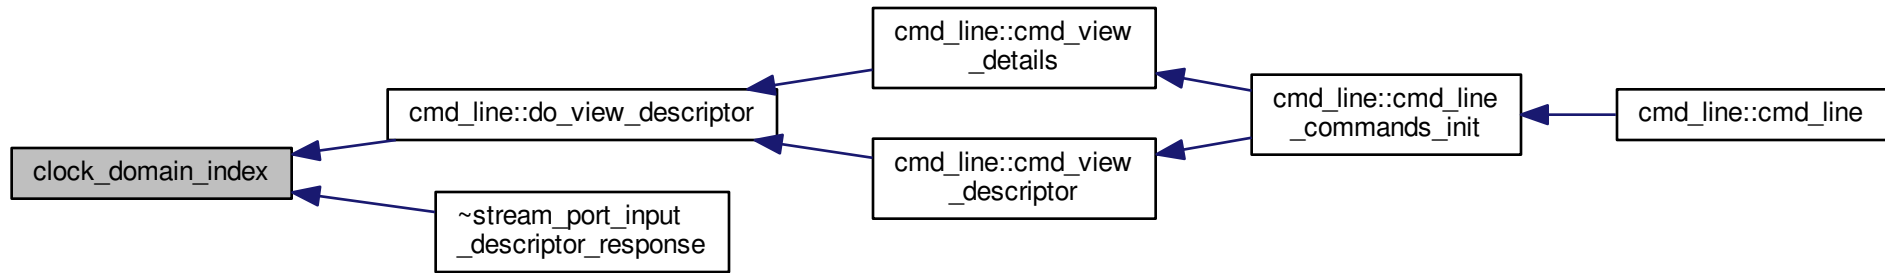 clock_domain_index
cmd_line::do_view_descriptor
~stream_port_input
_descriptor_response
cmd_line::cmd_view
_details
cmd_line::cmd_view
_descriptor
cmd_line::cmd_line
_commands_init
cmd_line::cmd_line